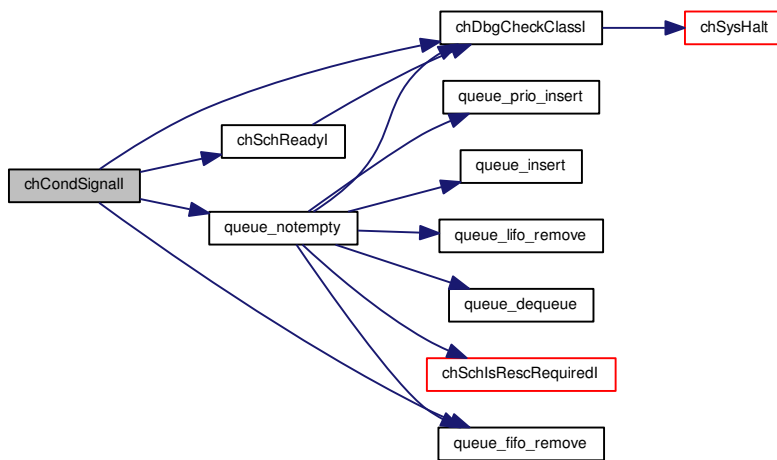 chDbgCheckClassI
chSysHalt
queue_prio_insert
chSchReadyI
queue_insert
chCondSignalI
queue_notempty
queue_lifo_remove
queue_dequeue
chSchIsRescRequiredI
queue_fifo_remove